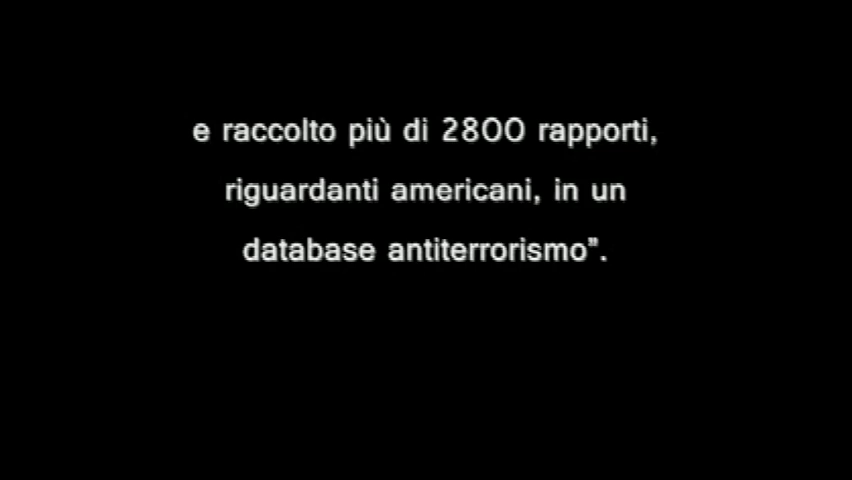 e raccolto più di 2800 rapporti,
riguardanti americani, in un
database antiterrorismo”.